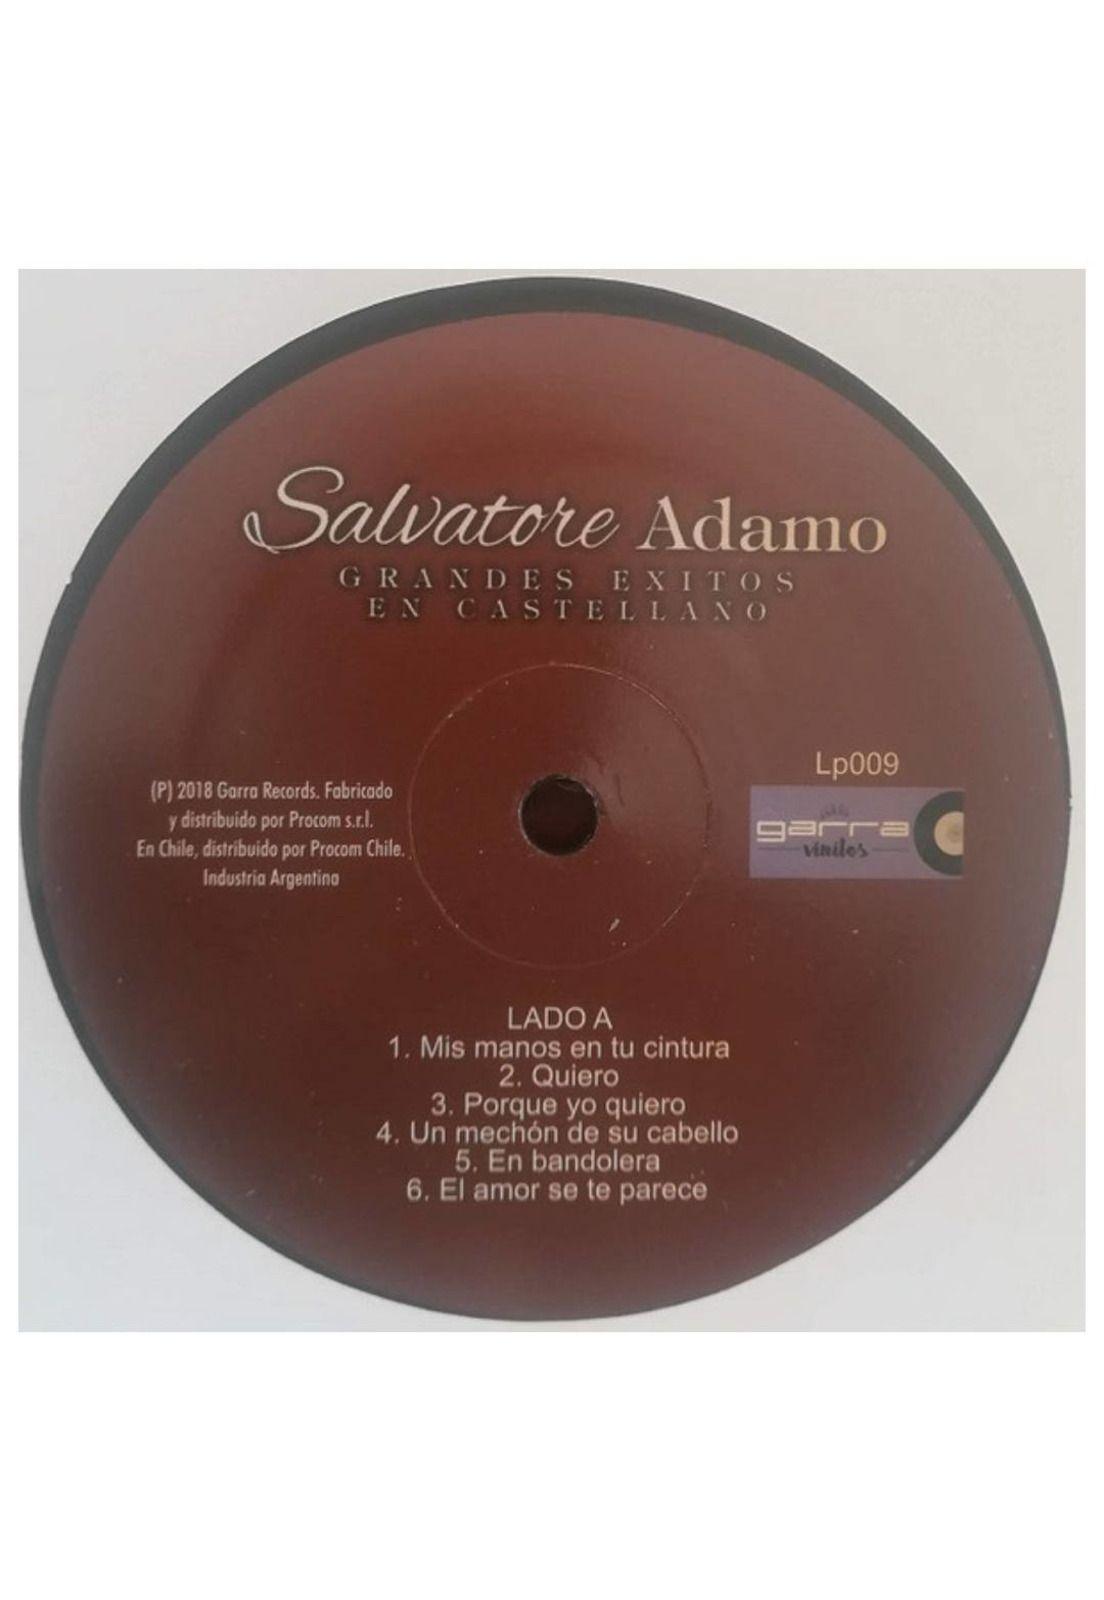 Salvatore Adamo
GRANDES EXITOS
EN CASTELLANO
(P) 2018 Garra Records. Fabricado
y distribuido por Procom s.r.l.
En Chile, distribuido por Procom Chile.
Industria Argentina
Lp009
garra
vinilos
LADO A
1. Mis manos en tu cintura
2. Quiero
3. Porque yo quiero
4. Un mechón de su cabello
5. En bandolera
6. El amor se te parece